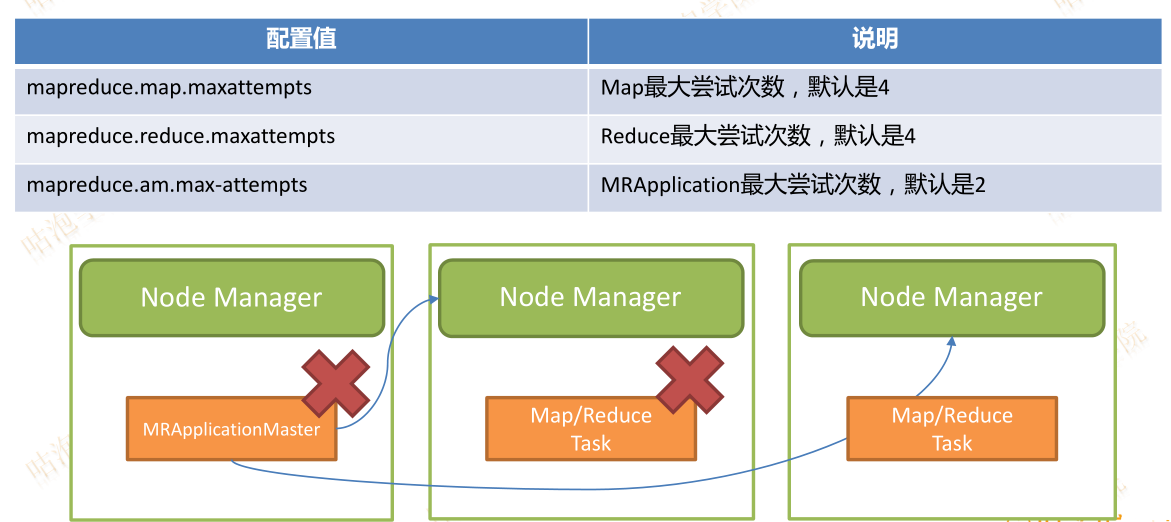 配置值 说明
mapreduce.map.maxattempts Map最大尝试次数，默认是4
mapreduce.reduce.maxattempts Reduce最大尝试次数，默认是4
mapreduce.am.max-attempts MRApplication最大尝试次数，默认是2
Node Manager Node Manager Node Manager
MRApplicationMaster
Map/Reduce
Task
Map/Reduce
Task